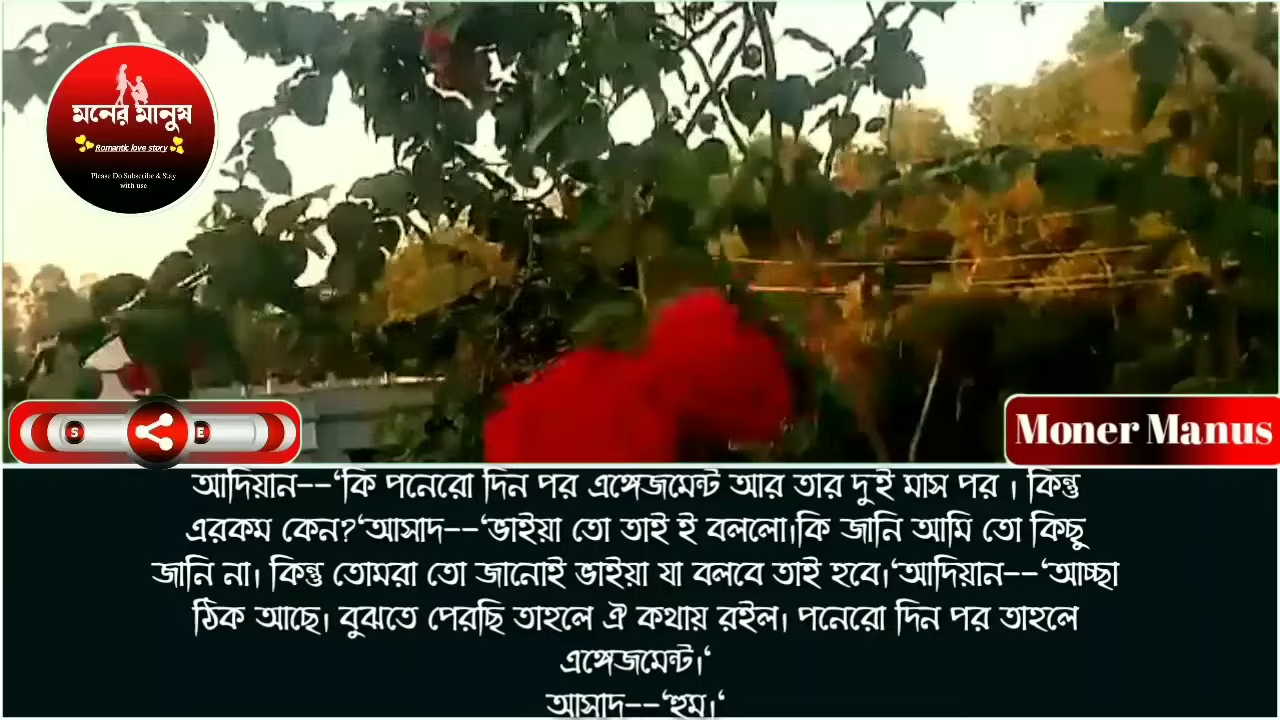 মনের মানুষ
Romantic love story
Please Do Subscribe & Stay
with use
S
E
Moner Manus
আদিয়ান--‘কি পনেরো দিন পর এঙ্গেজমেন্ট আর তার দুই মাস পর। কিন্তু
এরকম কেন?‘আসাদ--‘ভাইয়া তো তাই ই বললো।কি জানি আমি তো কিছু
জানি না। কিন্তু তোমরা তো জানোই ভাইয়া যা বলবে তাই হবে।‘আদিয়ান--‘আচ্ছা
ঠিক আছে। বুঝতে পেরছি তাহলে ঐ কথায় রইল। পনেরো দিন পর তাহলে
এঙ্গেজমেন্ট।‘
আসাদ--‘হুম।‘